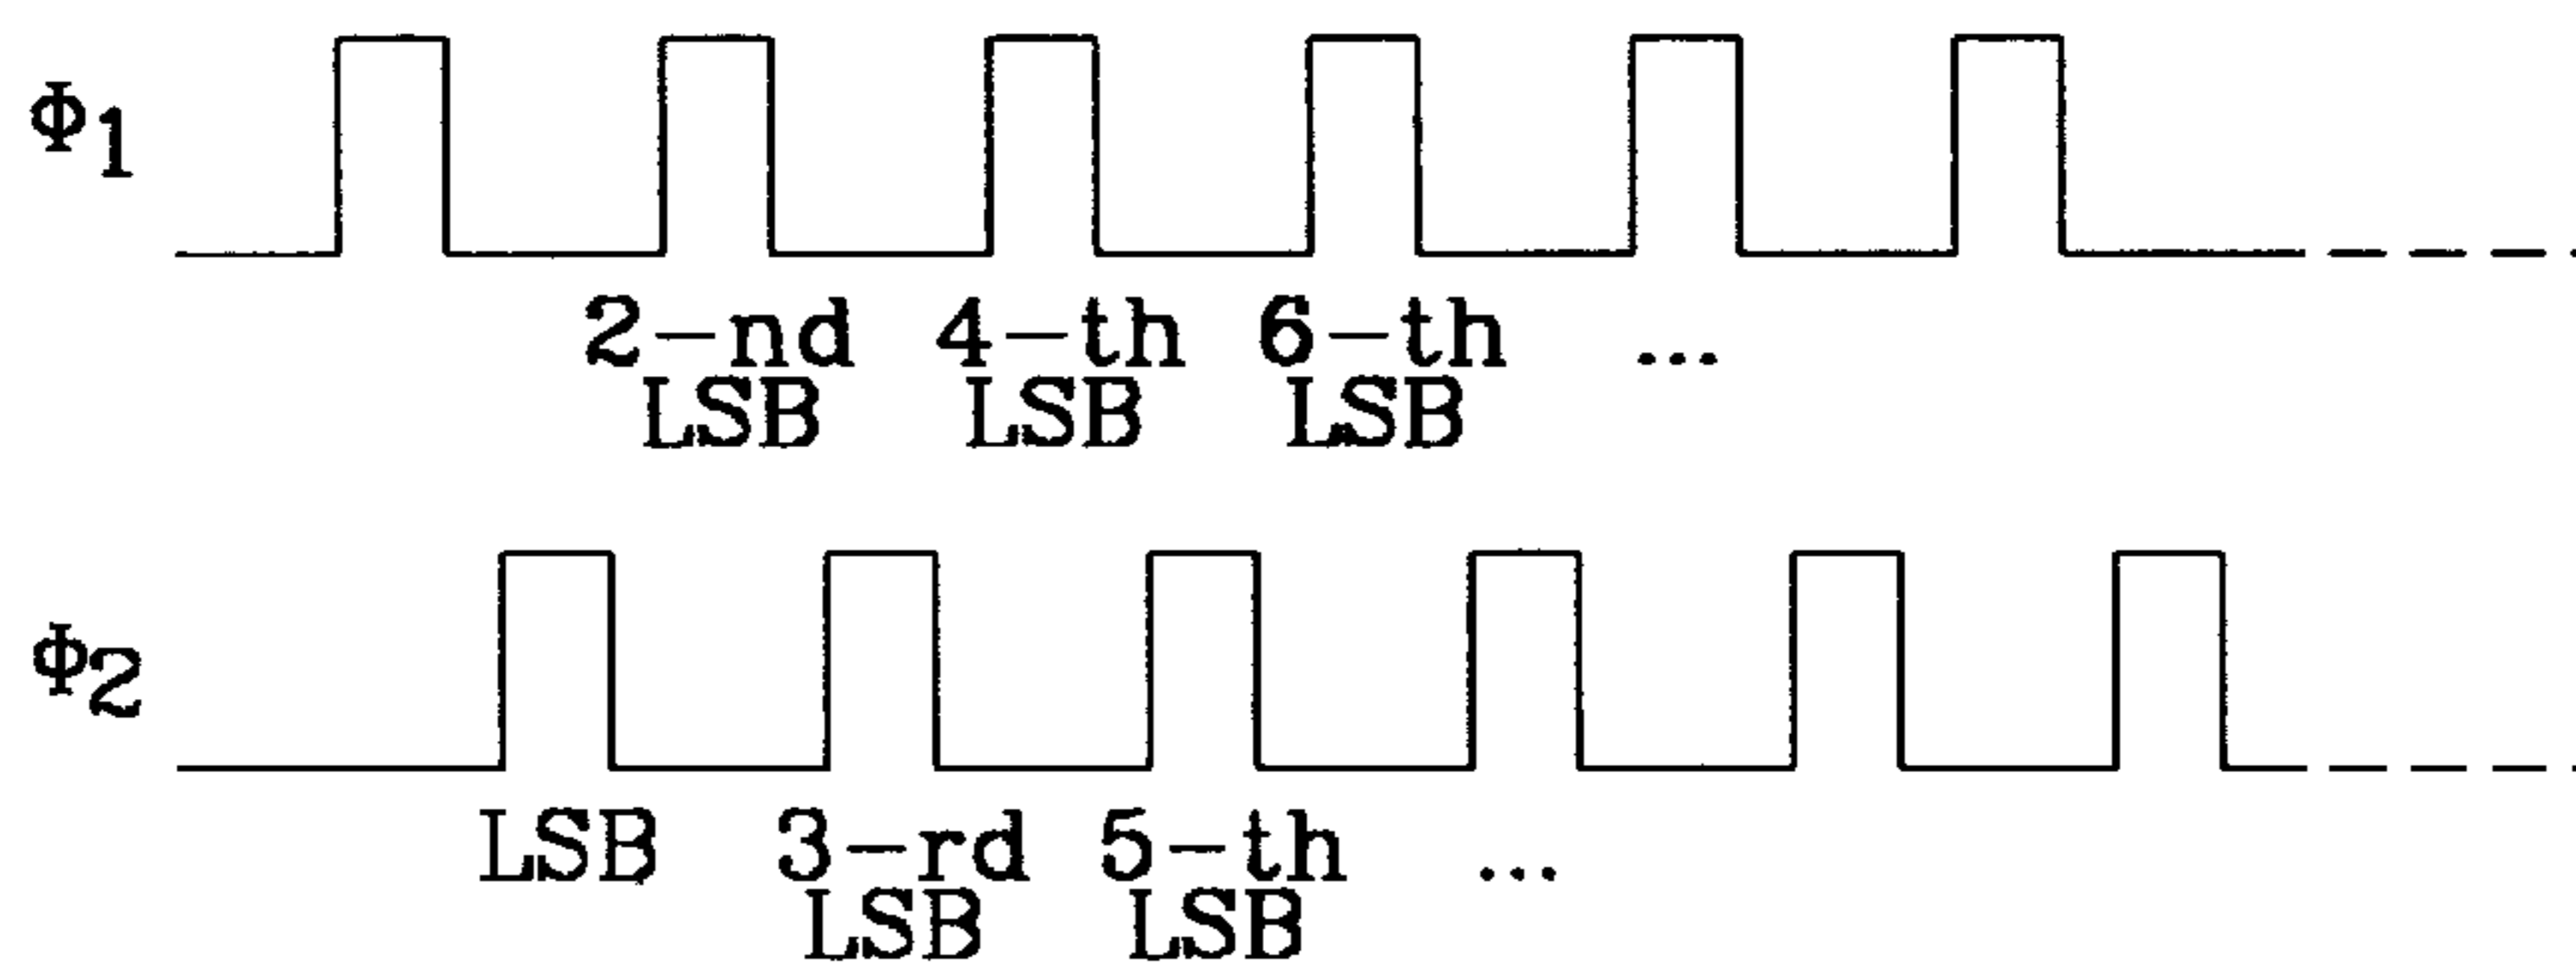 Φ1
2-nd 4-th 6-th ...
LSB LSB LSB
Φ2
LSB 3-rd 5-th ...
LSB LSB